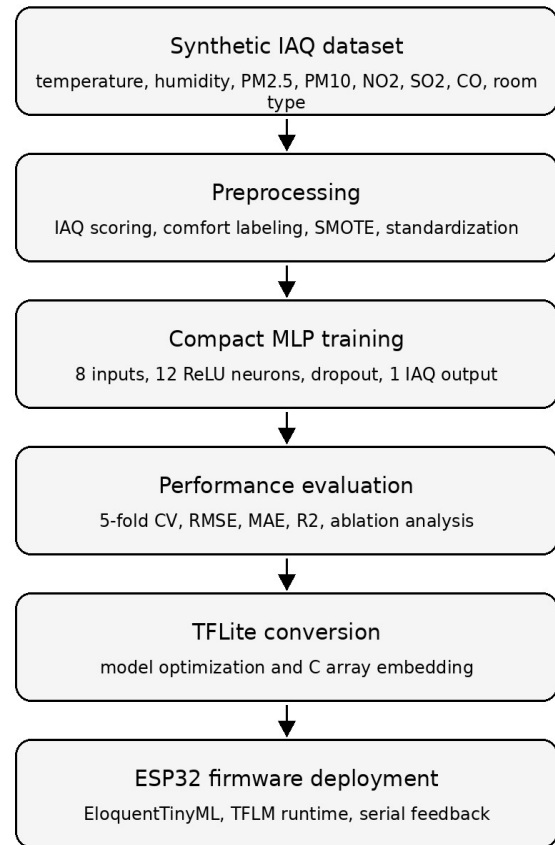 Synthetic IAQ dataset
temperature, humidity, PM2.5, PM10, NO2, SO2, CO, room
type
Preprocessing
IAQ scoring, comfort labeling, SMOTE, standardization
Compact MLP training
8 inputs, 12 ReLU neurons, dropout, 1 IAQ output
Performance evaluation
5-fold CV, RMSE, MAE, R2, ablation analysis
TFLite conversion
model optimization and C array embedding
ESP32 firmware deployment
EloquentTinyML, TFLM runtime, serial feedback